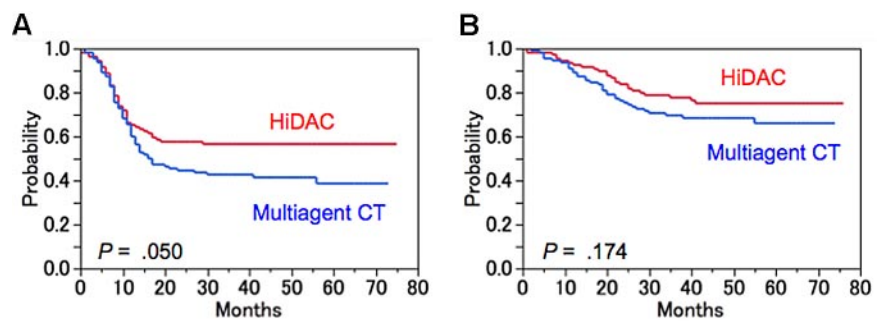 A
1.0
0.8
0.6
0.4
0.2
0.0
Probability
HiDAC
Multiagent CT
P = .050
0 10 20 30 40 50 60 70 80
Months
B
1.0
0.8
0.6
0.4
0.2
0.0
Probability
HiDAC
Multiagent CT
P = .174
0 10 20 30 40 50 60 70 80
Months